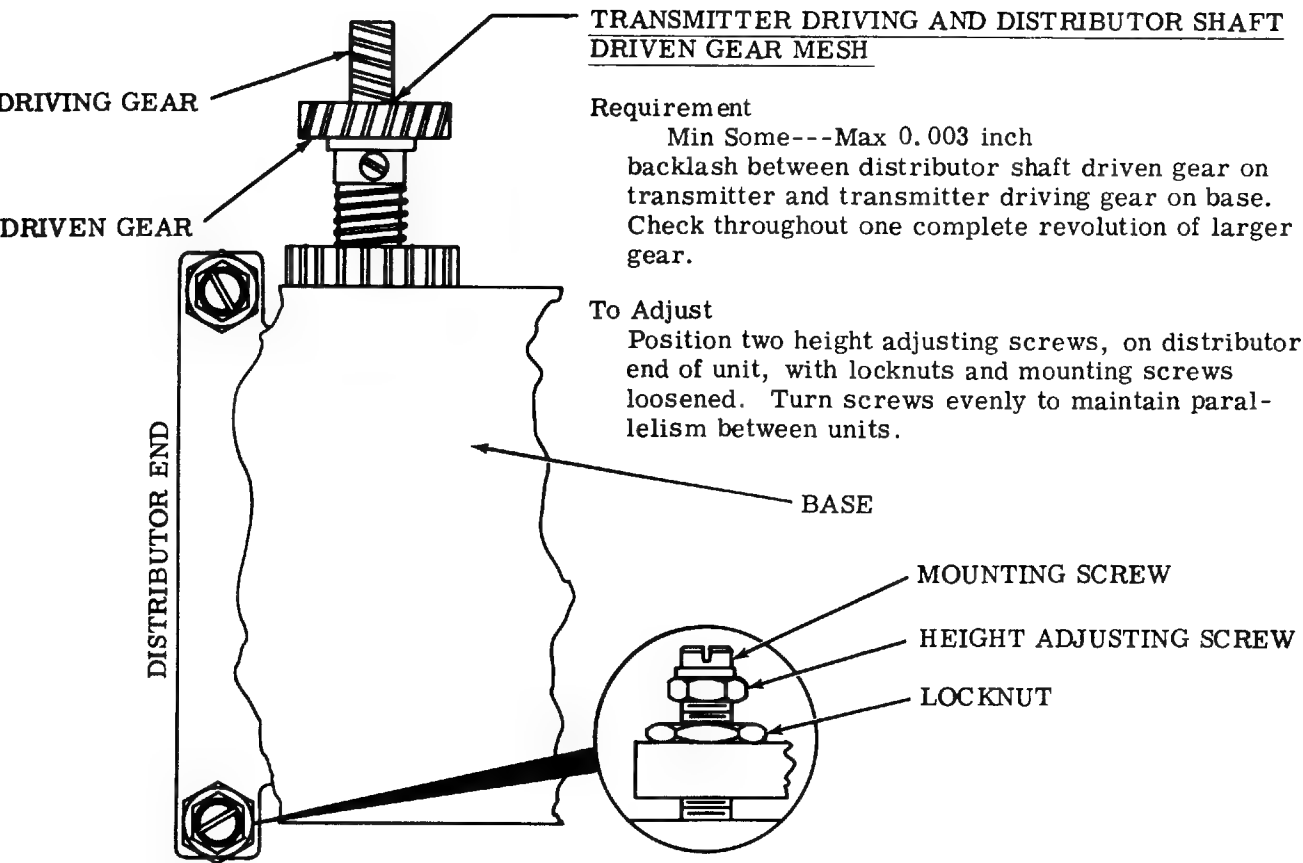 TRANSMITTER DRIVING AND DISTRIBUTOR SHAFT
DRIVEN GEAR MESH
DRIVING GEAR
Requirement
Min Some---Max 0.003 inch
backlash between distributor shaft driven gear on
transmitter and transmitter driving gear on base.
Check throughout one complete revolution of larger
gear.
DRIVEN GEAR
To Adjust
Position two height adjusting screws, on distributor
end of unit, with locknuts and mounting screws
loosened. Turn screws evenly to maintain paral-
lelism between units.
DISTRIBUTOR END
BASE
MOUNTING SCREW
HEIGHT ADJUSTING SCREW
LOCKNUT